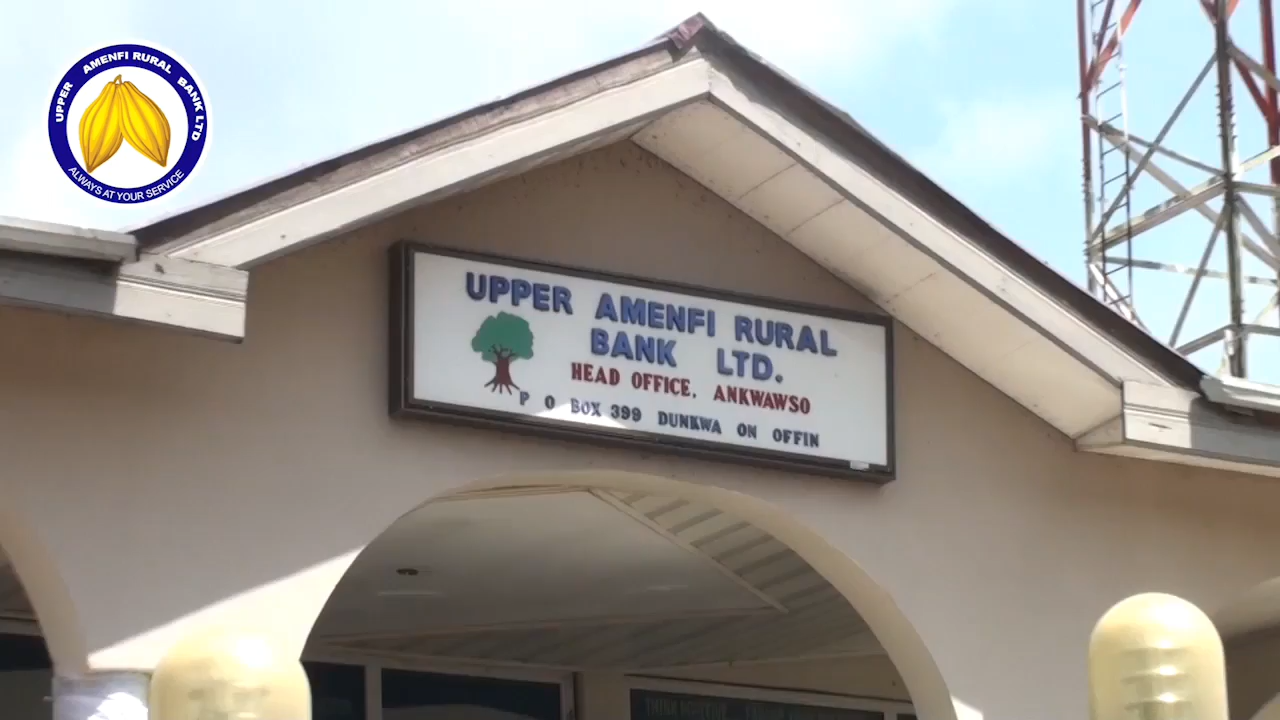 UPPER AMENFI RURAL BANK LTD
ALWAYS AT YOUR SERVICE
UPPER AMENFI RURAL
BANK LTD.
HEAD OFFICE, ANKWAWSO
P O BOX 399 DUNKWA ON OFFIN